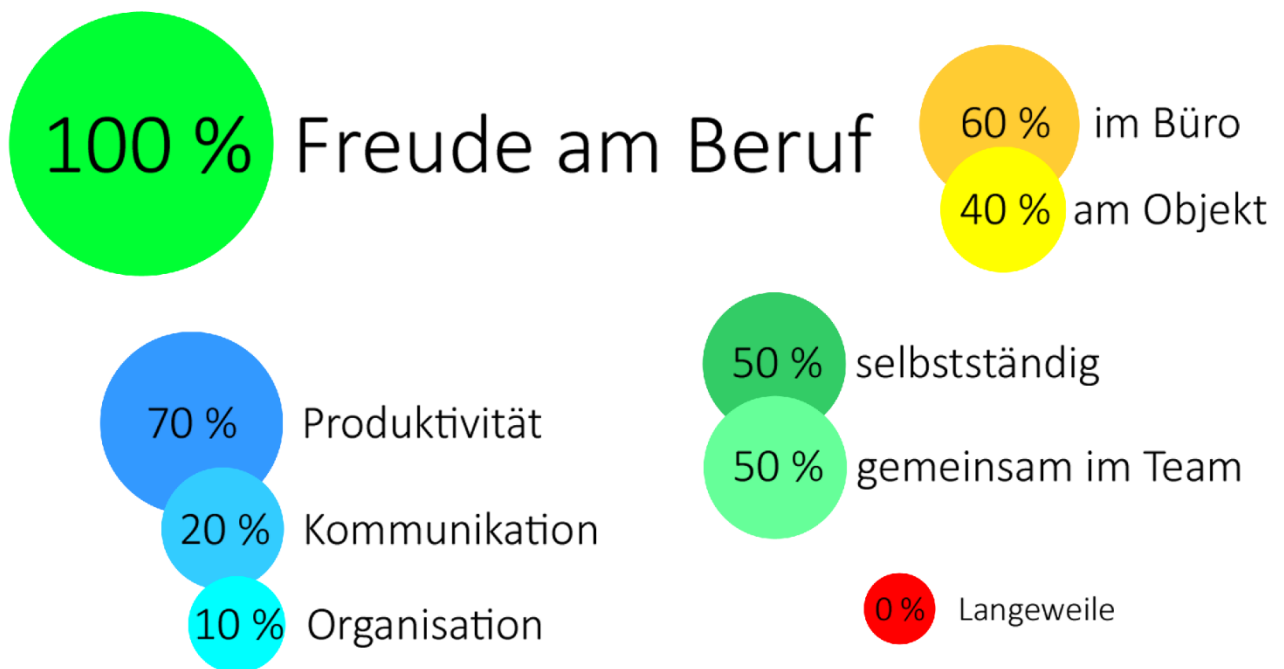 100 % Freude am Beruf
60 % im Büro
40 % am Objekt
70 % Produktivität
20 % Kommunikation
10 % Organisation
50 % selbstständig
50 % gemeinsam im Team
0 % Langeweile